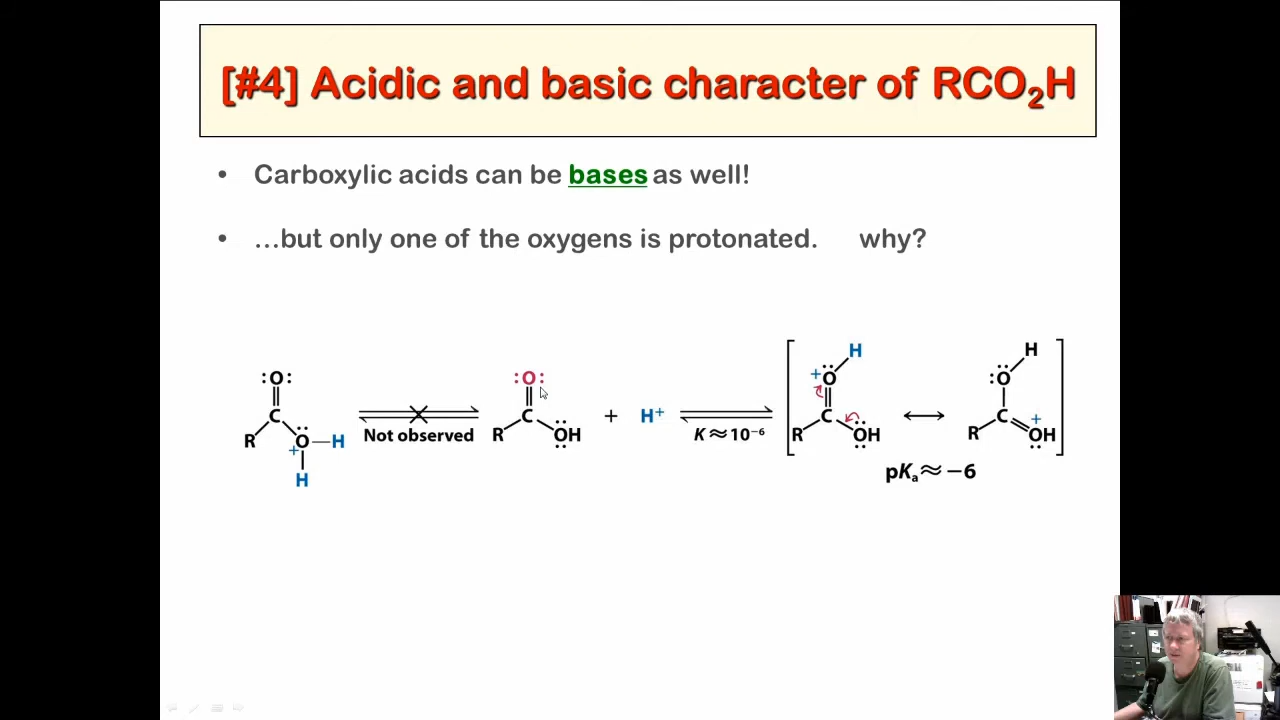 [#4] Acidic and basic character of RCO₂H
• Carboxylic acids can be bases as well!
• …but only one of the oxygens is protonated. why?
:O:
C
R
O—H
+
H
Not observed
:O:
C
R
OH
+ H⁺
K ≈ 10⁻⁶
H
+O
C
R
OH
H
:O
C
R
+
OH
pKₐ ≈ −6